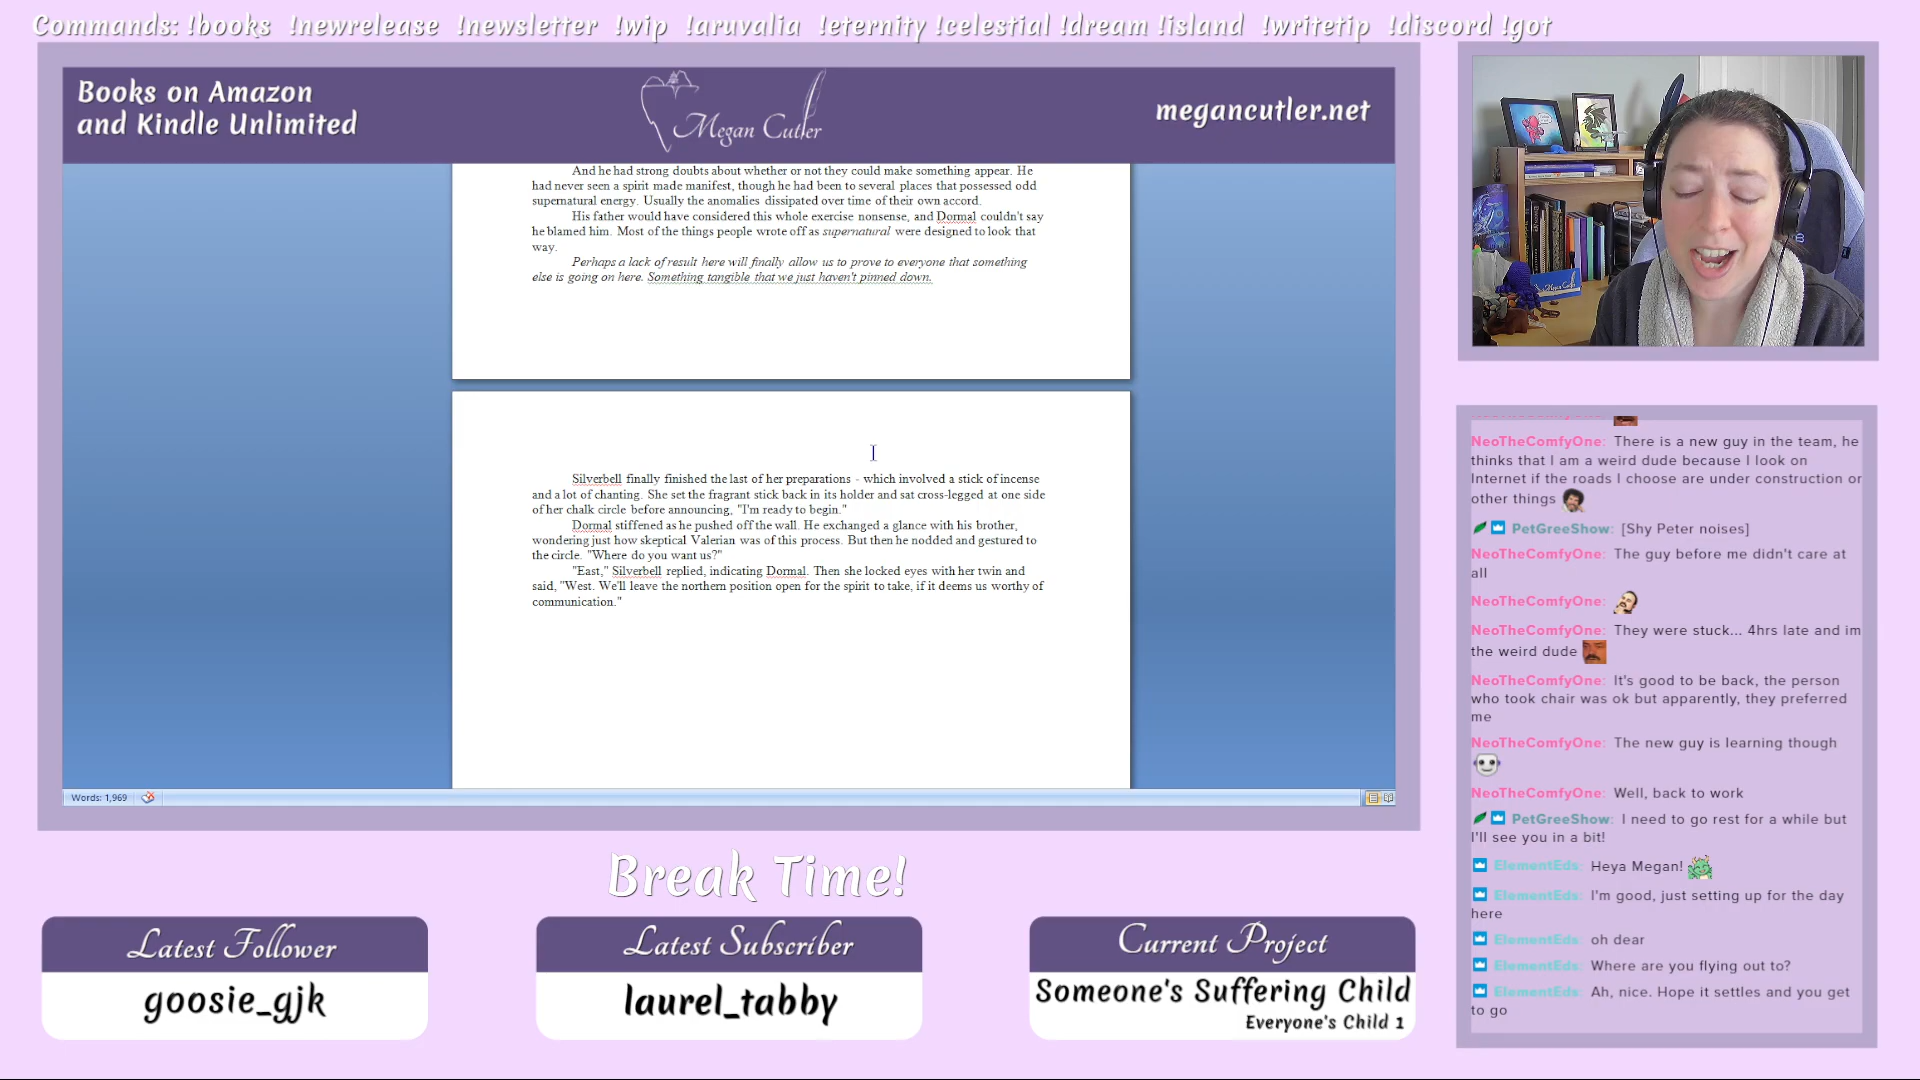 Commands: !books !newrelease !newsletter !wip !aruvalia !eternity !celestial !dream !island !writetip !discord !got
Books on Amazon
and Kindle Unlimited
Megan Cutler
megancutler.net
And he had strong doubts about whether or not they could make something appear. He
had never seen a spirit made manifest, though he had been to several places that possessed odd
supernatural energy. Usually the anomalies dissipated over time of their own accord.
His father would have considered this whole exercise nonsense, and Dormal couldn't say
he blamed him. Most of the things people wrote off as supernatural were designed to look that
way.
Perhaps a lack of result here will finally allow us to prove to everyone that something
else is going on here. Something tangible that we just haven't pinned down.
Silverbell finally finished the last of her preparations - which involved a stick of incense
and a lot of chanting. She set the fragrant stick back in its holder and sat cross-legged at one side
of her chalk circle before announcing, "I'm ready to begin."
Dormal stiffened as he pushed off the wall. He exchanged a glance with his brother,
wondering just how skeptical Valerian was of this process. But then he nodded and gestured to
the circle. "Where do you want us?"
"East," Silverbell replied, indicating Dormal. Then she locked eyes with her twin and
said, "West. We'll leave the northern position open for the spirit to take, if it deems us worthy of
communication."
Words: 1,969
NeoTheComfyOne: There is a new guy in the team, he
thinks that I am a weird dude because I look on
Internet if the roads I choose are under construction or
other things
PetGreeShow: [Shy Peter noises]
NeoTheComfyOne: The guy before me didn't care at
all
NeoTheComfyOne:
NeoTheComfyOne: They were stuck... 4hrs late and im
the weird dude
NeoTheComfyOne: It's good to be back, the person
who took chair was ok but apparently, they preferred
me
NeoTheComfyOne: The new guy is learning though
NeoTheComfyOne: Well, back to work
PetGreeShow: I need to go rest for a while but
I'll see you in a bit!
ElementEds: Heya Megan!
ElementEds: I'm good, just setting up for the day
here
ElementEds: oh dear
ElementEds: Where are you flying out to?
ElementEds: Ah, nice. Hope it settles and you get
to go
Break Time!
Latest Follower
goosie_gjk
Latest Subscriber
laurel_tabby
Current Project
Someone's Suffering Child
Everyone's Child 1